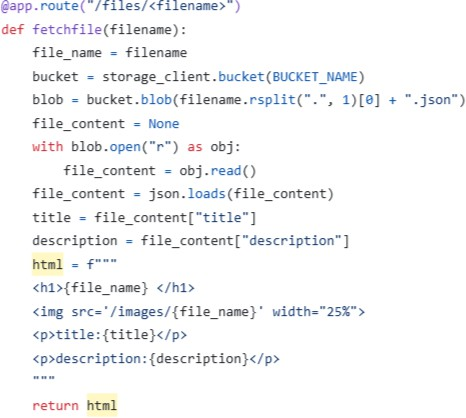 @app.route("/files/<filename>")
def fetchfile(filename):
    file_name = filename
    bucket = storage_client.bucket(BUCKET_NAME)
    blob = bucket.blob(filename.rsplit(".", 1)[0] + ".json")
    file_content = None
    with blob.open("r") as obj:
        file_content = obj.read()
    file_content = json.loads(file_content)
    title = file_content["title"]
    description = file_content["description"]
    html = f"""
    <h1>{file_name} </h1>
    <img src='/images/{file_name}' width="25%">
    <p>title:{title}</p>
    <p>description:{description}</p>
    """
    return html